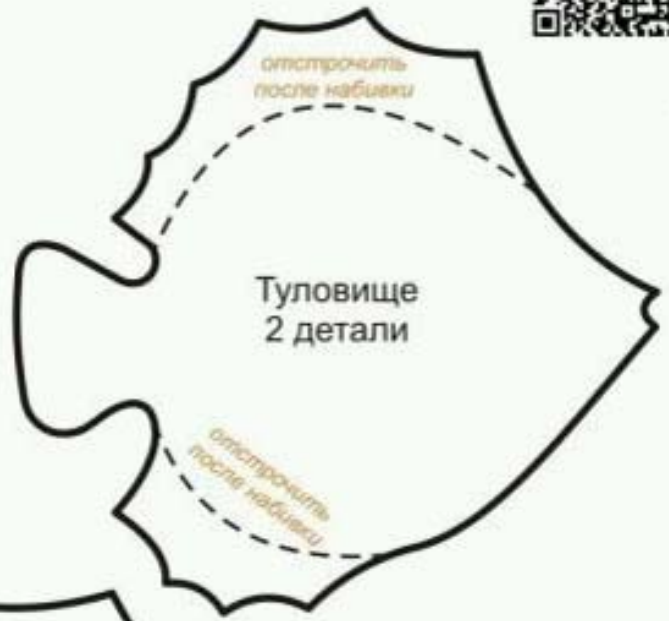 отстрочить
после набивки
Туловище
2 детали
отстрочить
после набивки